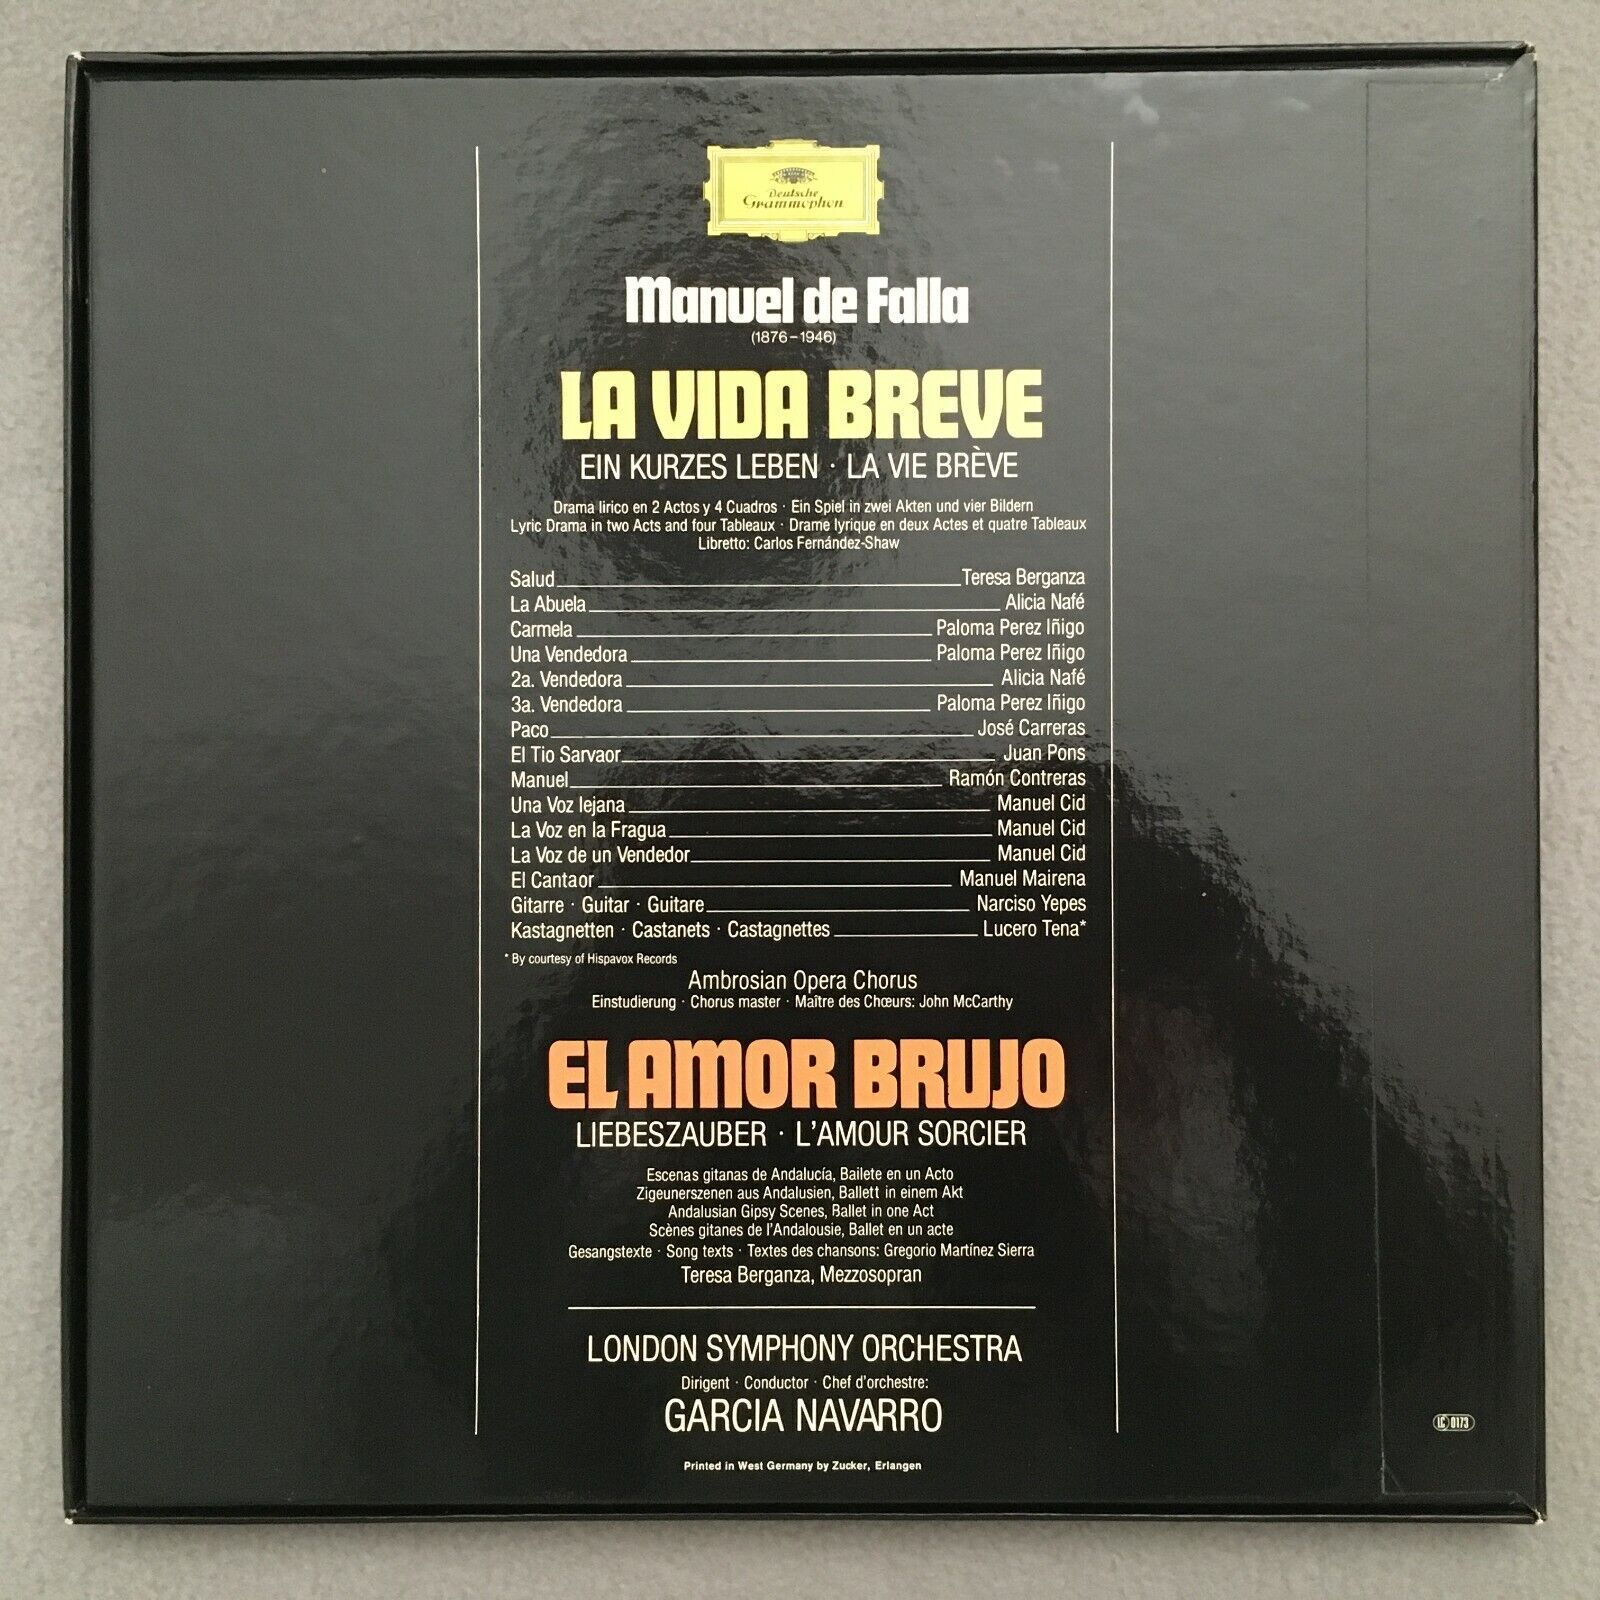 Deutsche
Grammophon
Manuel de Falla
(1876–1946)
LA VIDA BREVE
EIN KURZES LEBEN · LA VIE BRÈVE
Drama lirico en 2 Actos y 4 Cuadros · Ein Spiel in zwei Akten und vier Bildern
Lyric Drama in two Acts and four Tableaux · Drame lyrique en deux Actes et quatre Tableaux
Libretto: Carlos Fernández-Shaw
Salud Teresa Berganza
La Abuela Alicia Nafé
Carmela Paloma Perez Iñigo
Una Vendedora Paloma Perez Iñigo
2a. Vendedora Alicia Nafé
3a. Vendedora Paloma Perez Iñigo
Paco José Carreras
El Tio Sarvaor Juan Pons
Manuel Ramón Contreras
Una Voz lejana Manuel Cid
La Voz en la Fragua Manuel Cid
La Voz de un Vendedor Manuel Cid
El Cantaor Manuel Mairena
Gitarre · Guitar · Guitare Narciso Yepes
Kastagnetten · Castanets · Castagnettes Lucero Tena*
* By courtesy of Hispavox Records
Ambrosian Opera Chorus
Einstudierung · Chorus master · Maître des Chœurs: John McCarthy
EL AMOR BRUJO
LIEBESZAUBER · L'AMOUR SORCIER
Escenas gitanas de Andalucía, Bailete en un Acto
Zigeunerszenen aus Andalusien, Ballett in einem Akt
Andalusian Gipsy Scenes, Ballet in one Act
Scènes gitanes de l'Andalousie, Ballet en un acte
Gesangstexte · Song texts · Textes des chansons: Gregorio Martínez Sierra
Teresa Berganza, Mezzosopran
LONDON SYMPHONY ORCHESTRA
Dirigent · Conductor · Chef d'orchestre:
GARCIA NAVARRO
LC 0173
Printed in West Germany by Zucker, Erlangen